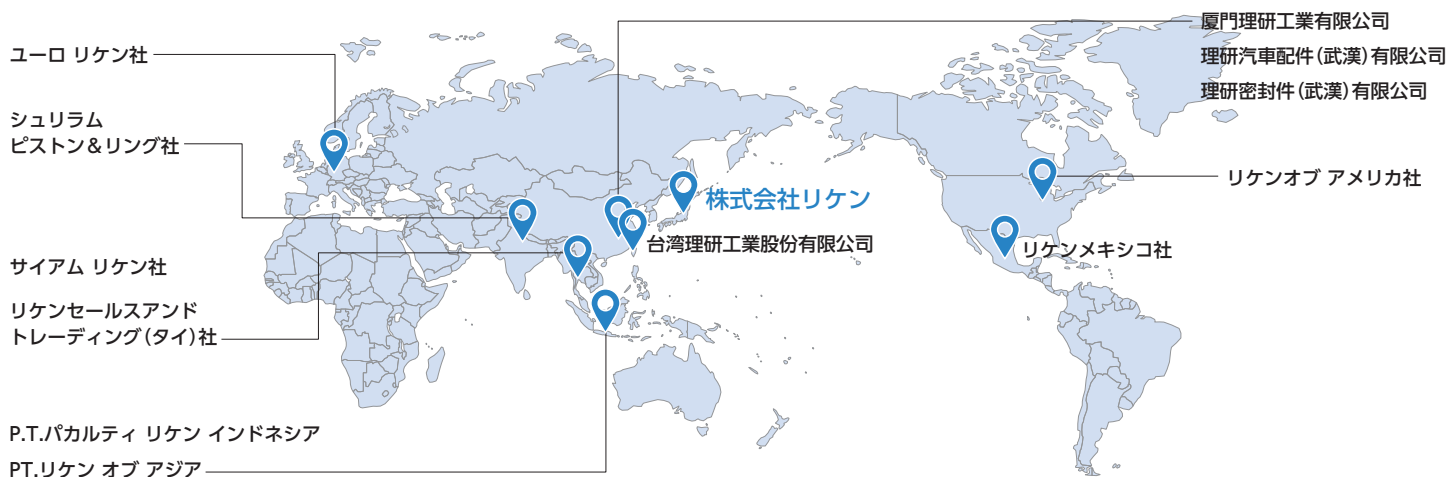 ユーロ リケン社
シュリラム
ピストン＆リング社
サイアム リケン社
リケンセールスアンド
トレーディング（タイ）社
P.T.パカルティ リケン インドネシア
PT.リケン オブ アジア
株式会社リケン
台湾理研工業股份有限公司
厦門理研工業有限公司
理研汽車配件（武漢）有限公司
理研密封件（武漢）有限公司
リケンオブ アメリカ社
リケンメキシコ社